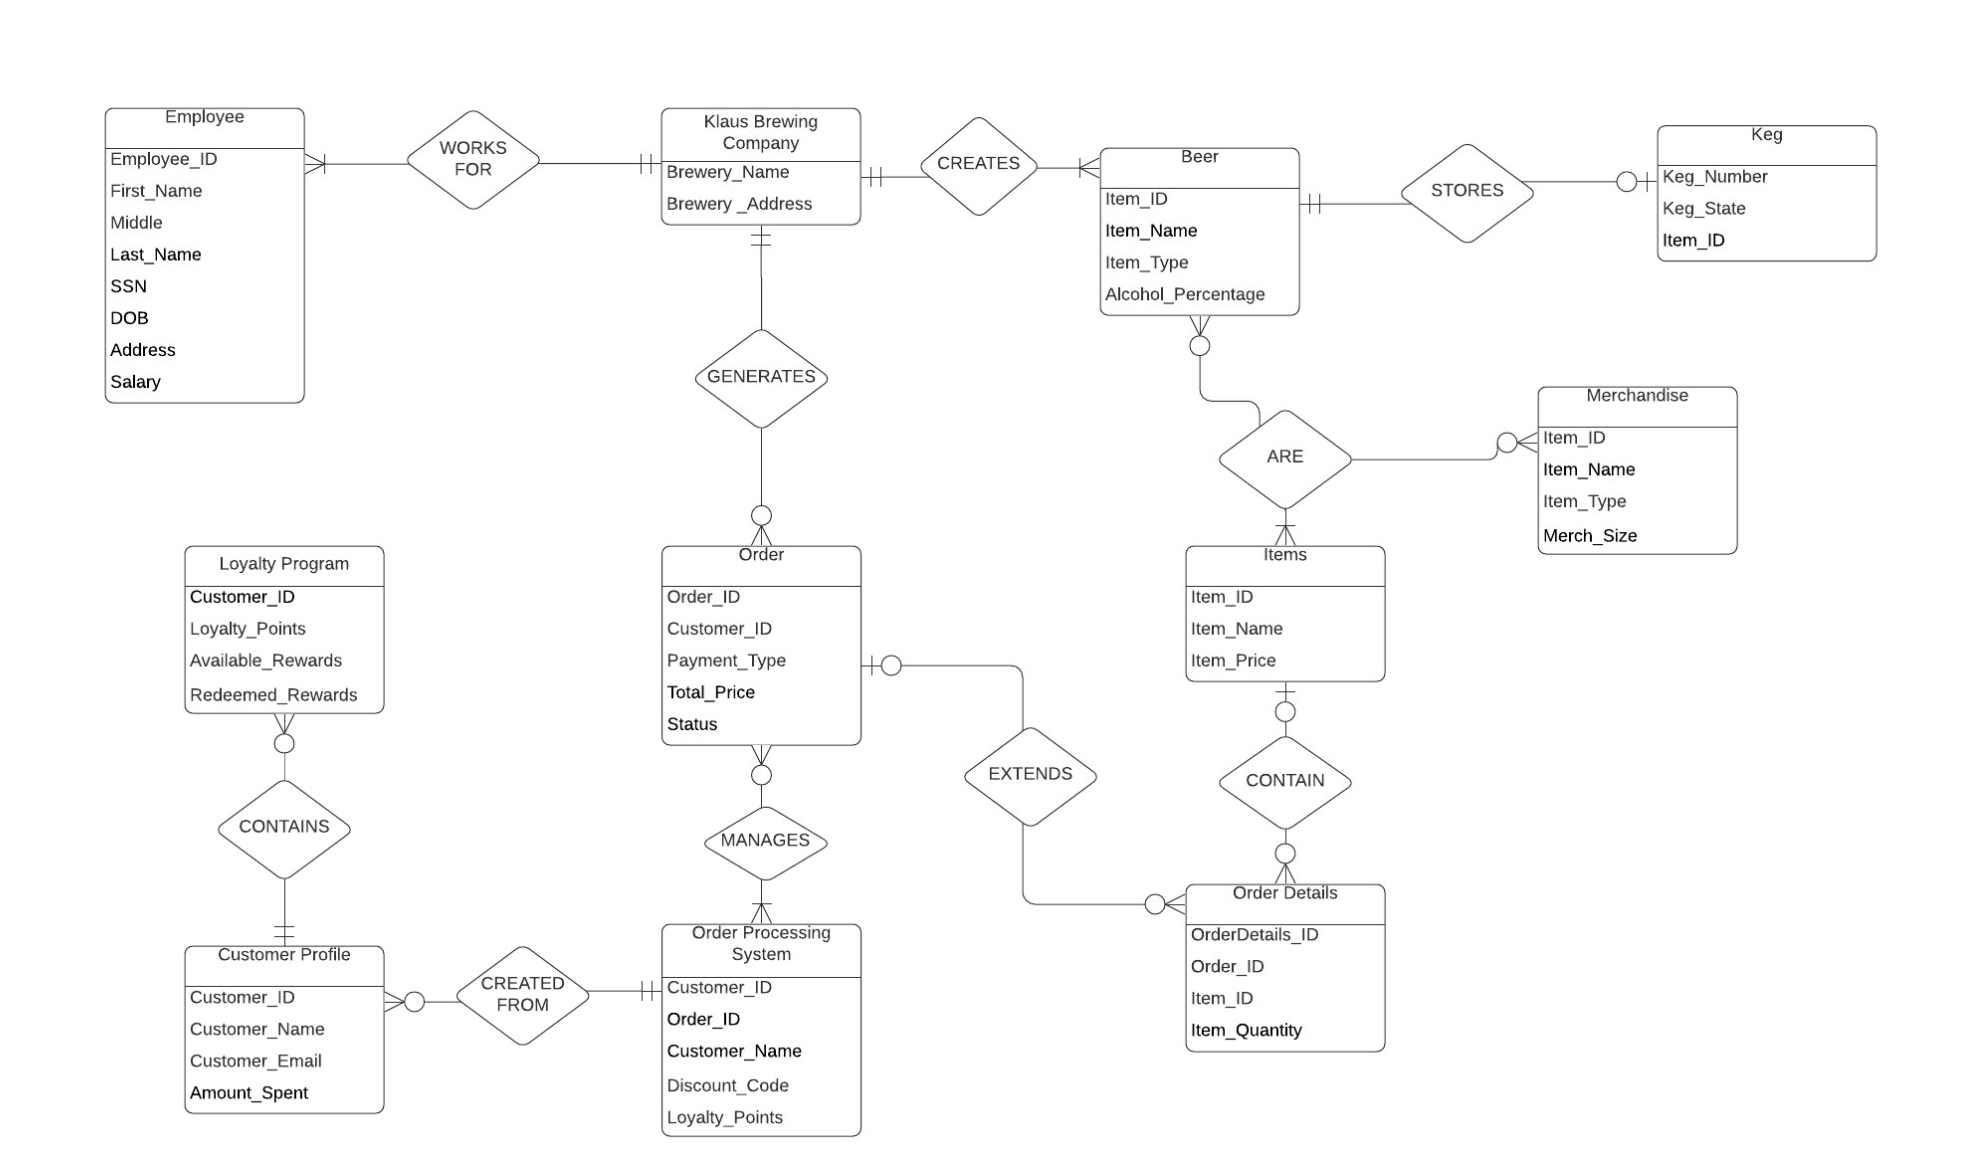 Employee
Employee_ID
First_Name
Middle
Last_Name
SSN
DOB
Address
Salary
WORKS
FOR
Klaus Brewing
Company
Brewery_Name
Brewery _Address
CREATES
Beer
Item_ID
Item_Name
Item_Type
Alcohol_Percentage
STORES
Keg
Keg_Number
Keg_State
Item_ID
GENERATES
ARE
Merchandise
Item_ID
Item_Name
Item_Type
Merch_Size
Loyalty Program
Customer_ID
Loyalty_Points
Available_Rewards
Redeemed_Rewards
Order
Order_ID
Customer_ID
Payment_Type
Total_Price
Status
Items
Item_ID
Item_Name
Item_Price
EXTENDS
CONTAIN
CONTAINS
MANAGES
Order Details
OrderDetails_ID
Order_ID
Item_ID
Item_Quantity
Customer Profile
Customer_ID
Customer_Name
Customer_Email
Amount_Spent
CREATED
FROM
Order Processing
System
Customer_ID
Order_ID
Customer_Name
Discount_Code
Loyalty_Points